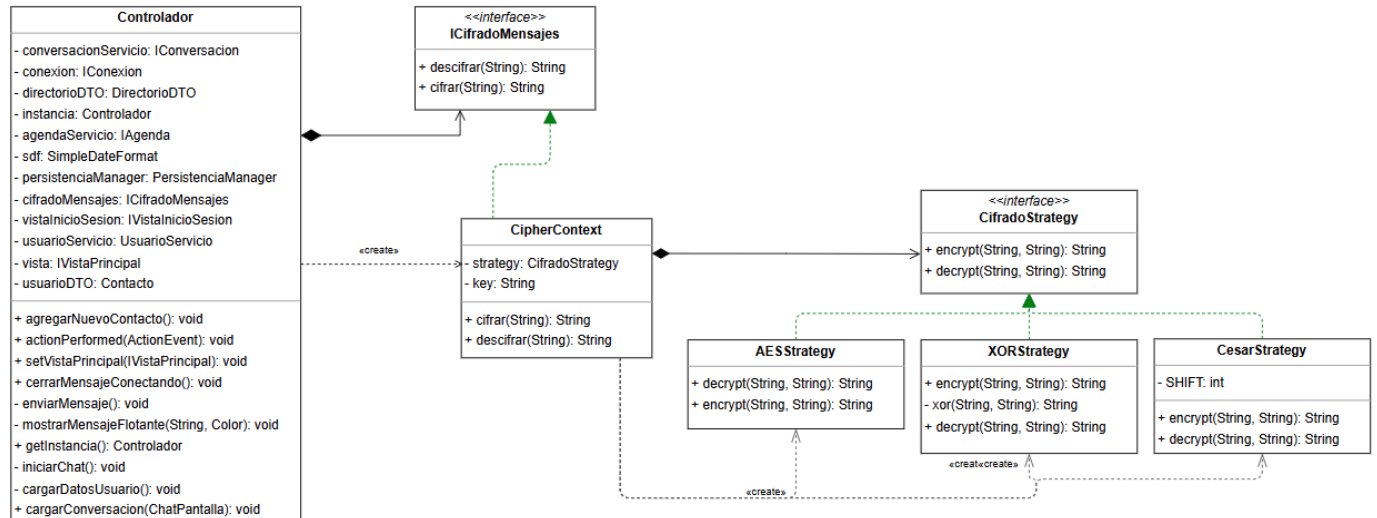 Controlador
- conversacionServicio: IConversacion
- conexion: IConexion
- directorioDTO: DirectorioDTO
- instancia: Controlador
- agendaServicio: IAgenda
- sdf: SimpleDateFormat
- persistenciaManager: PersistenciaManager
- cifradoMensajes: ICifradoMensajes
- vistaInicioSesion: IVistaInicioSesion
- usuarioServicio: UsuarioServicio
- vista: IVistaPrincipal
- usuarioDTO: Contacto
+ agregarNuevoContacto(): void
+ actionPerformed(ActionEvent): void
+ setVistaPrincipal(IVistaPrincipal): void
+ cerrarMensajeConectando(): void
- enviarMensaje(): void
- mostrarMensajeFlotante(String, Color): void
+ getInstancia(): Controlador
- iniciarChat(): void
- cargarDatosUsuario(): void
+ cargarConversacion(ChatPantalla): void
<<interface>>
ICifradoMensajes
+ descifrar(String): String
+ cifrar(String): String
«create»
CipherContext
- strategy: CifradoStrategy
- key: String
+ cifrar(String): String
+ descifrar(String): String
<<interface>>
CifradoStrategy
+ encrypt(String, String): String
+ decrypt(String, String): String
AESStrategy
+ decrypt(String, String): String
+ encrypt(String, String): String
XORStrategy
+ encrypt(String, String): String
- xor(String, String): String
+ decrypt(String, String): String
CesarStrategy
- SHIFT: int
+ encrypt(String, String): String
+ decrypt(String, String): String
«creat«create»
«create»